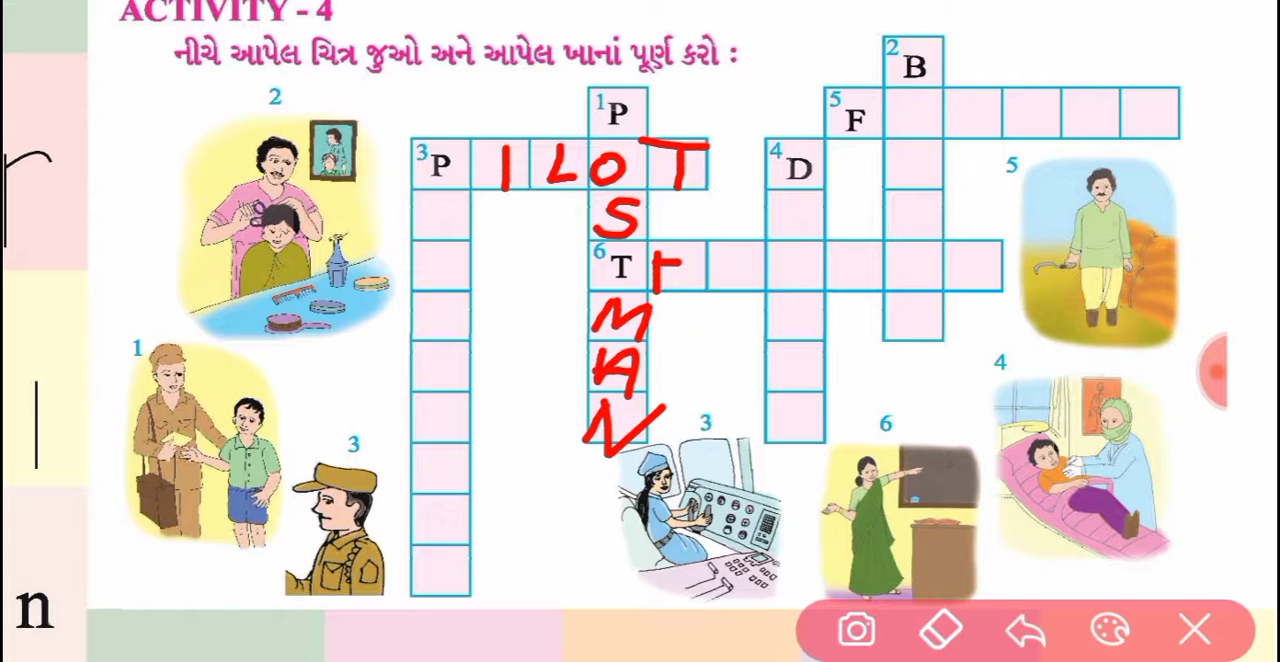 ACTIVITY - 4
નીચે આપેલ ચિત્ર જુઓ અને આપેલ ખાનાં પૂર્ણ કરો :
2 B
2
1 P
5 F
3 P I L O T
4 D
5
S
6 T
M
1
A
4
N
3
6
3
n